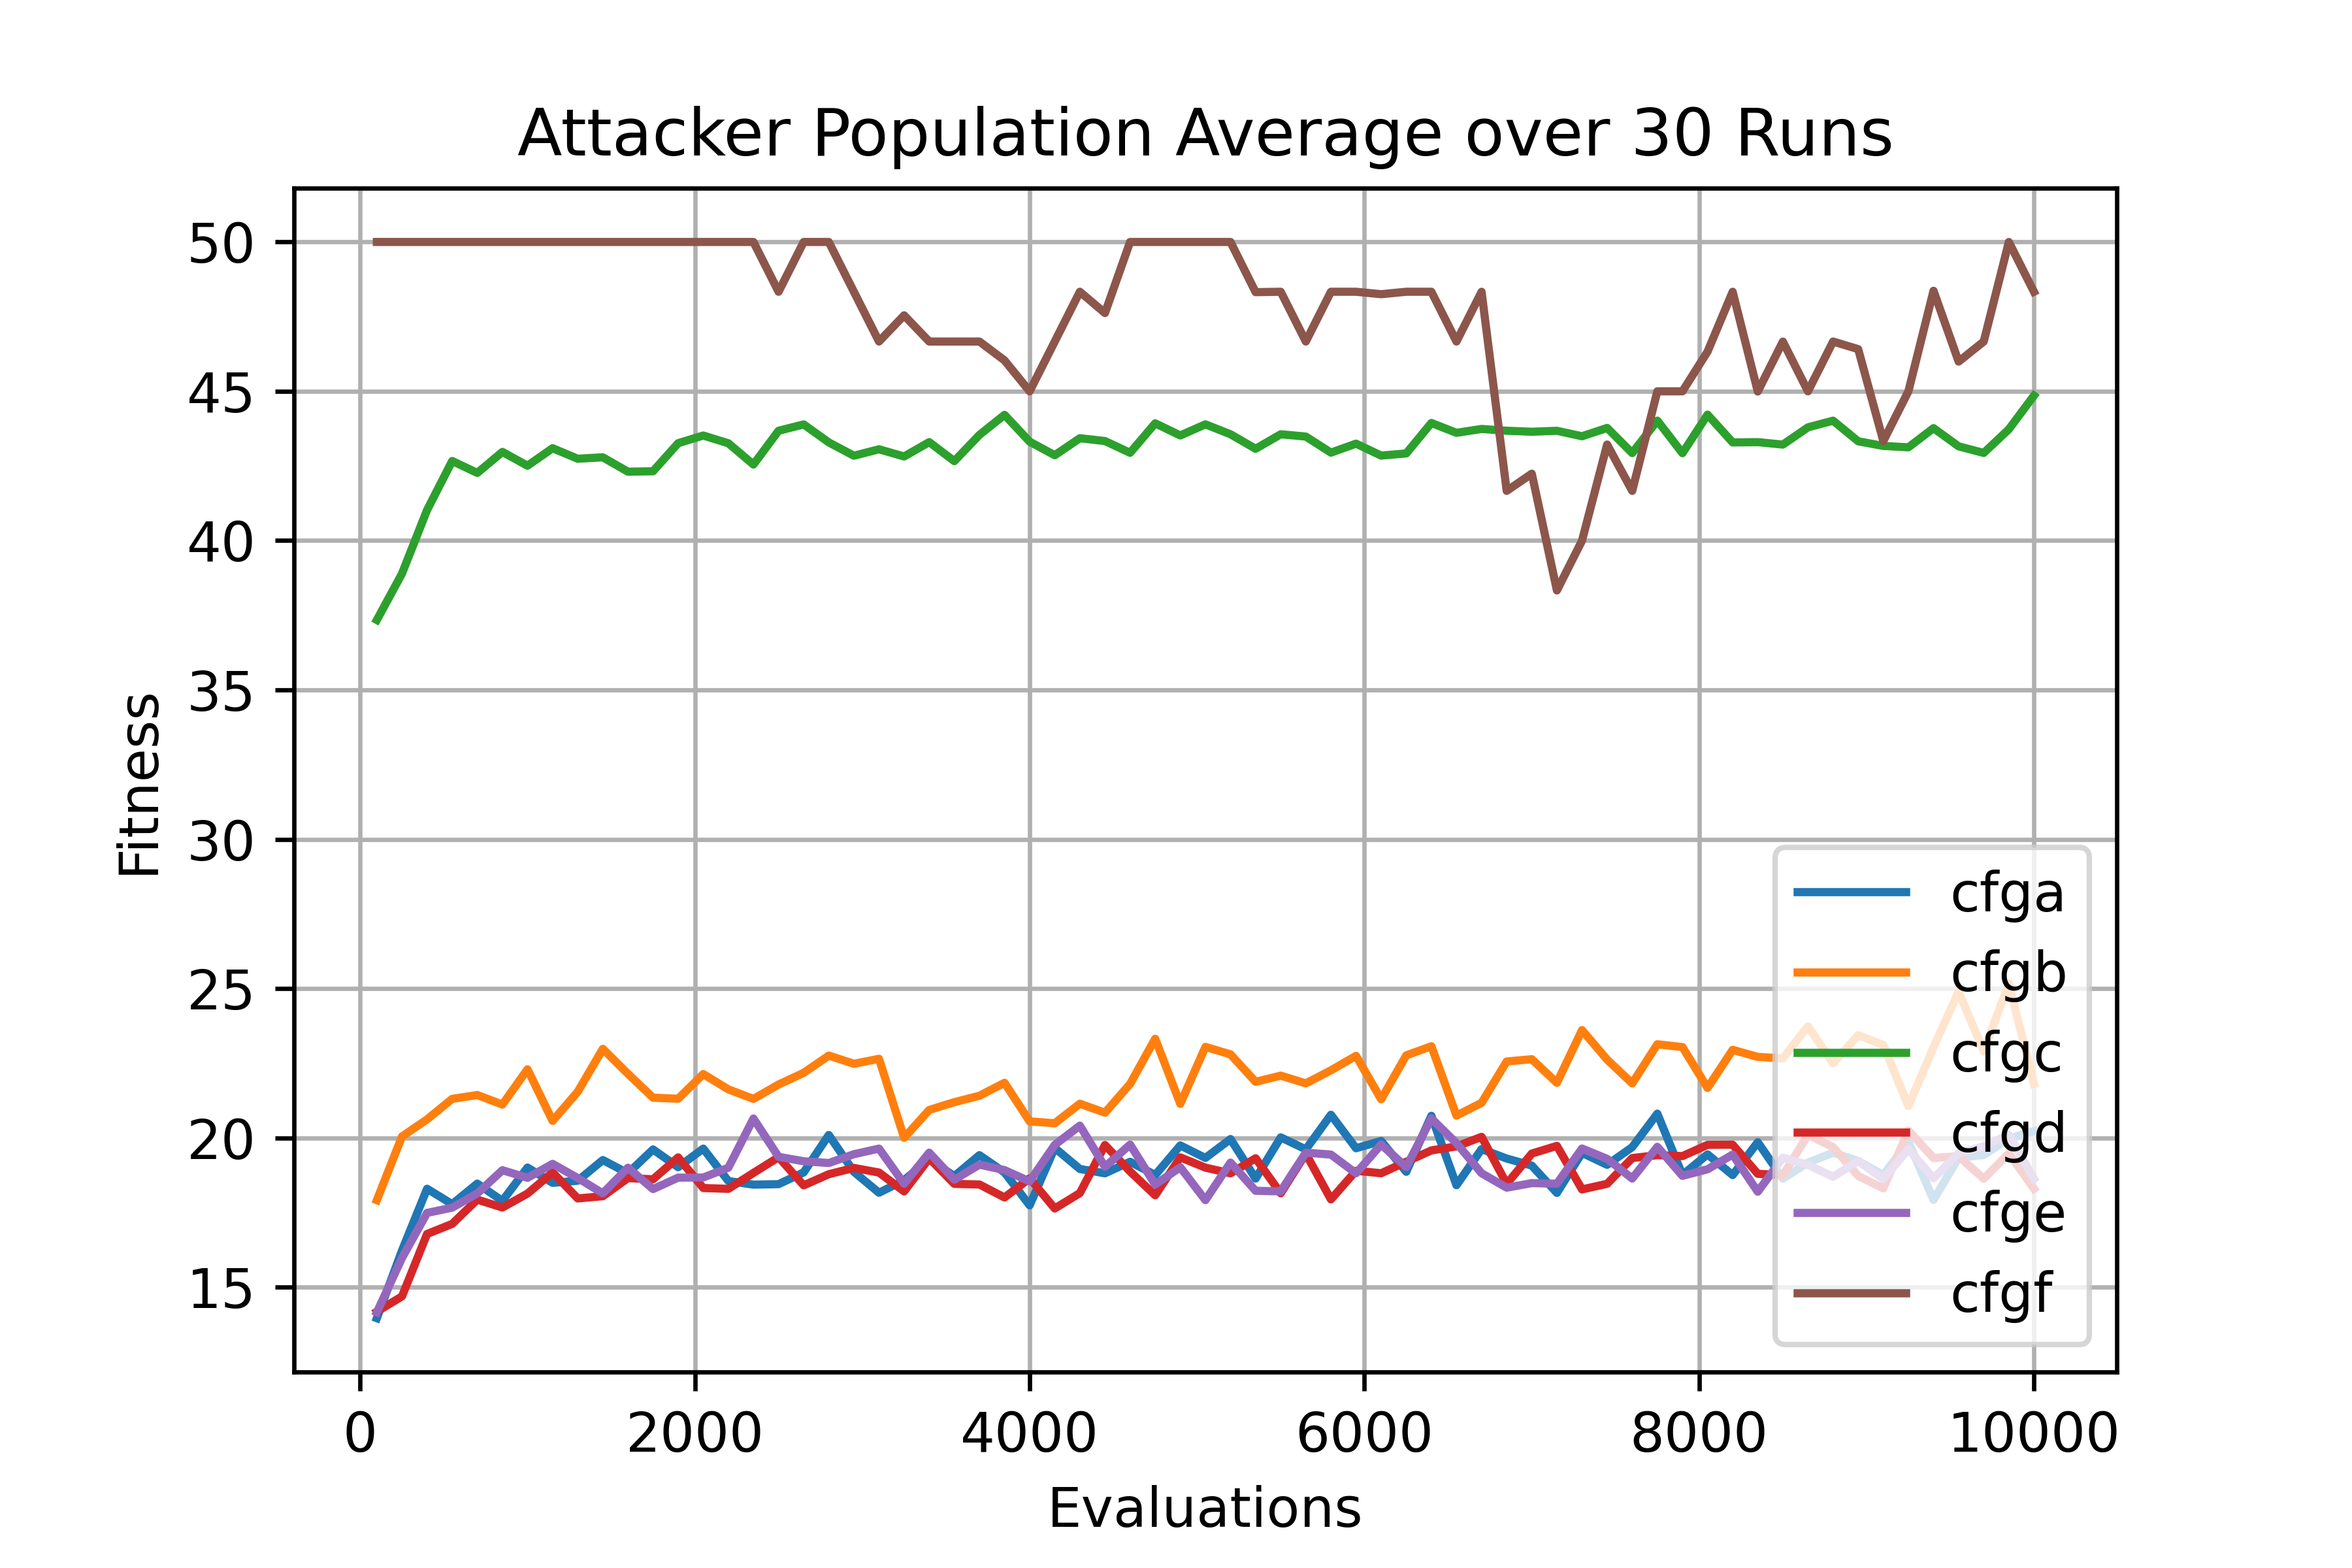 Attacker Population Average over 30 Runs
50
45
40
35
30
25
20
15
Fitness
cfga
cfgb
cfgc
cfgd
cfge
cfgf
0 2000 4000 6000 8000 10000
Evaluations